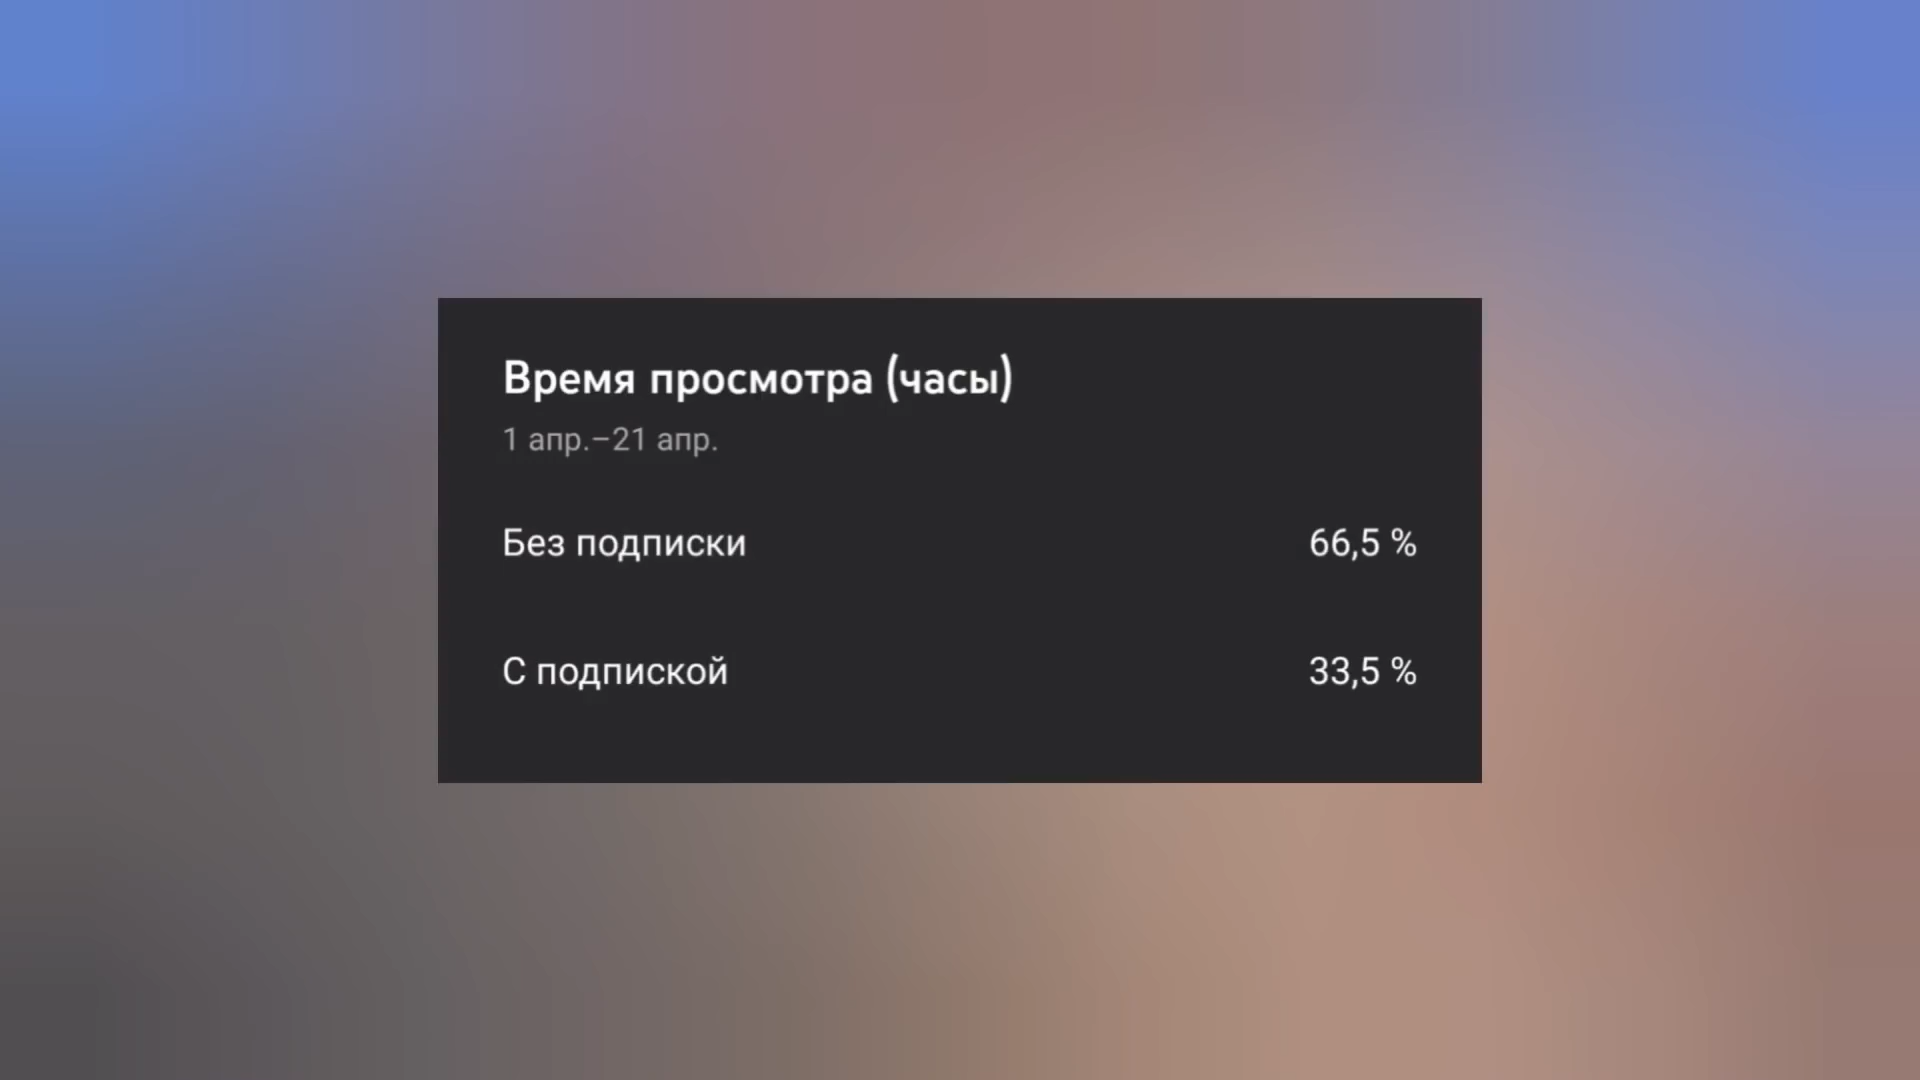 Время просмотра (часы)
1 апр.–21 апр.
Без подписки 66,5 %
С подпиской 33,5 %